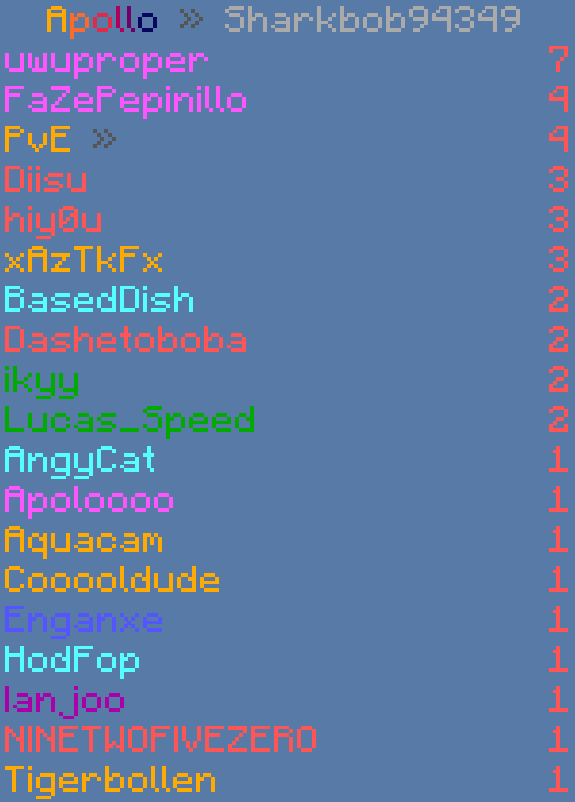 Apollo » Sharkbob94349
uwuproper 7
FaZePepinillo 4
PvE » 4
Diisu 3
hiy0u 3
xAzTkFx 3
BasedDish 2
Dashetoboba 2
ikyy 2
Lucas_Speed 2
AngyCat 1
Apoloooo 1
Aquacam 1
Cooooldude 1
Enganxe 1
HodFop 1
Ianjoo 1
NINETWOFIVEZERO 1
Tigerbollen 1